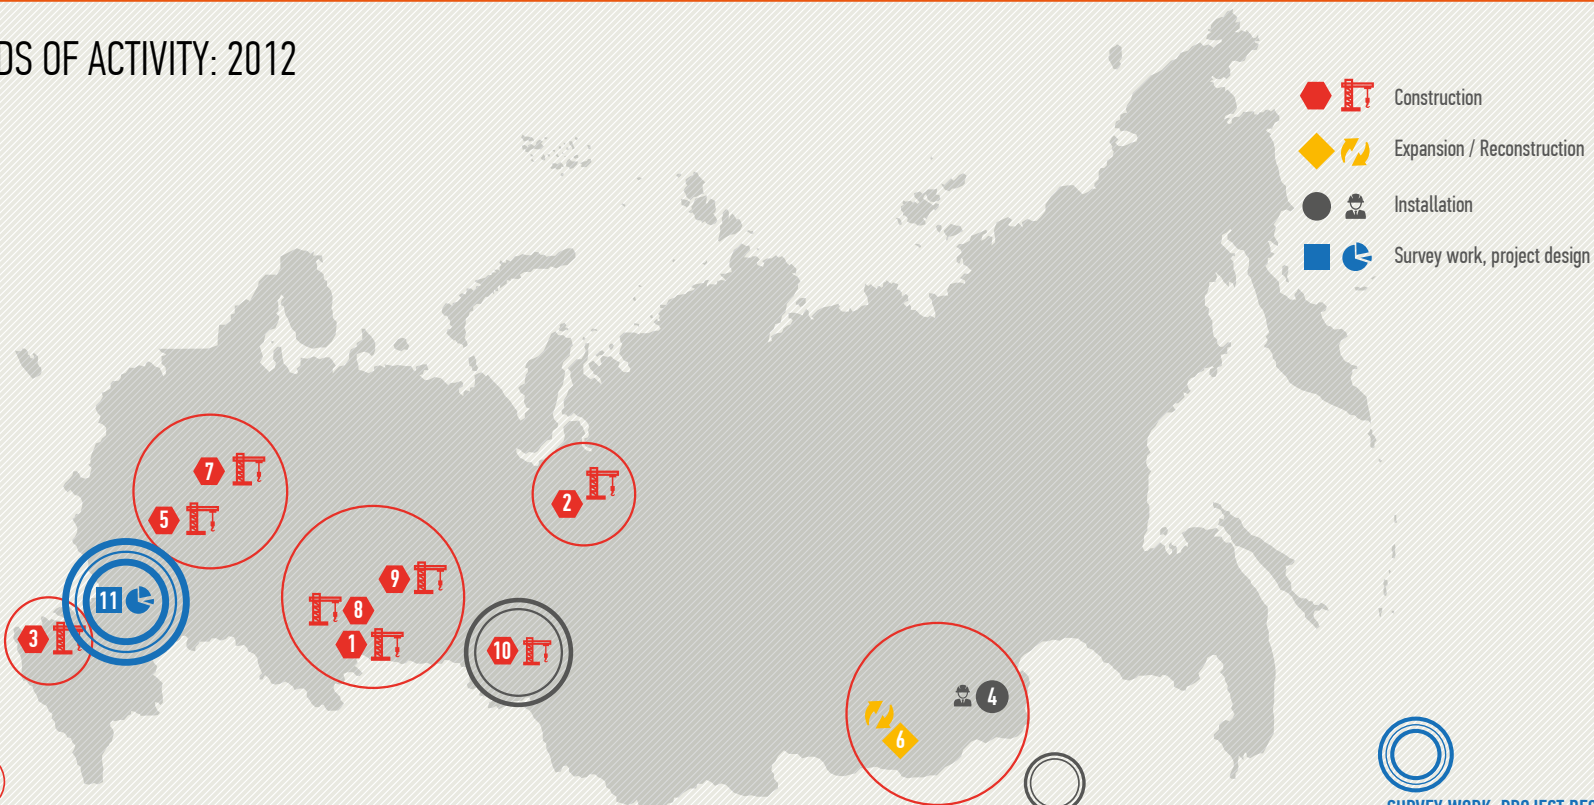 DS OF ACTIVITY: 2012
Construction
Expansion / Reconstruction
Installation
Survey work, project design
7
5
2
9
8
1
11
3
10
4
6